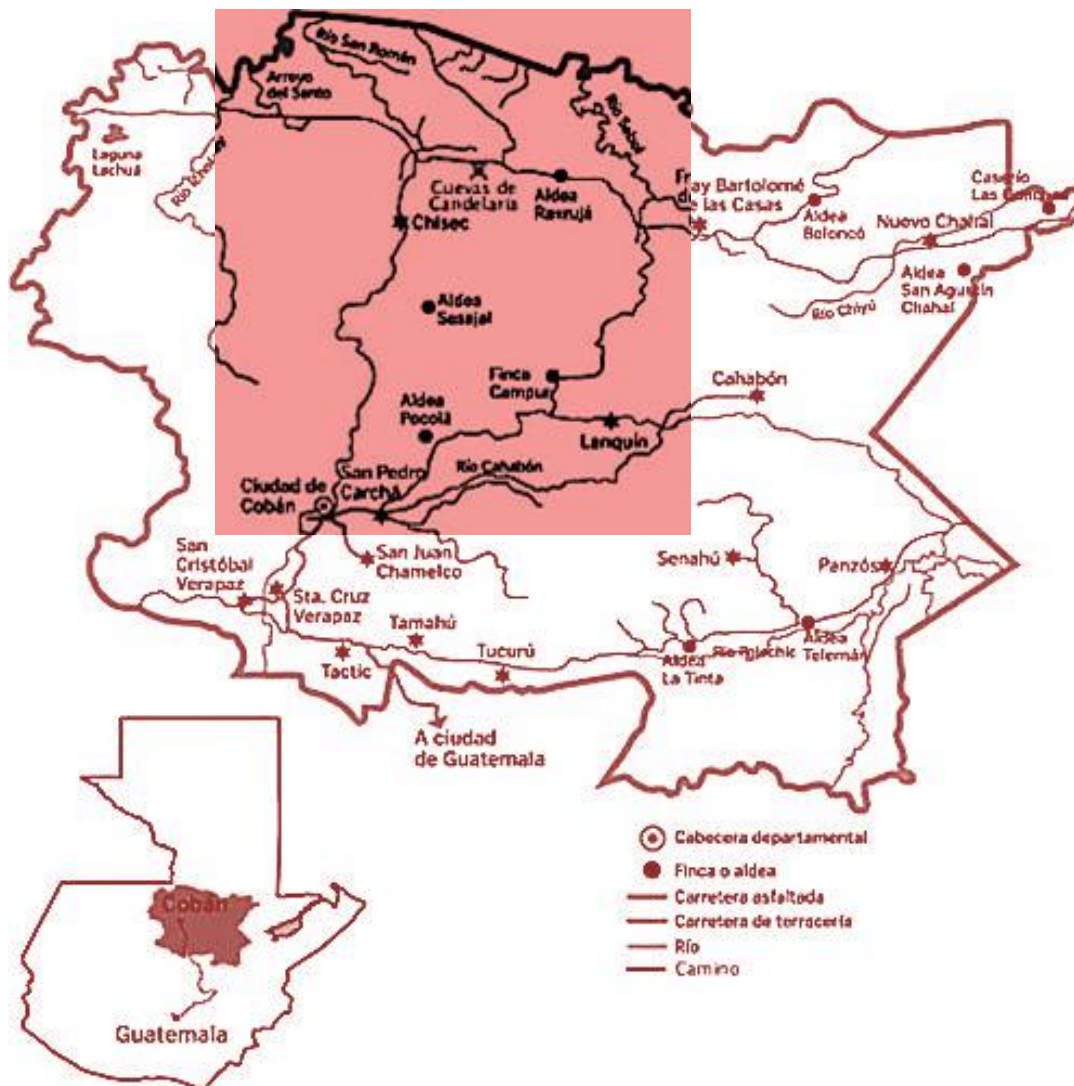 Río San Román
Arroyo
del Santo
Laguna
Lachuá
Río Icbolay
Río Sebol
Cuevas de
Candelaria
Aldea
Raxrujá
Chisec
Fray Bartolomé
de las Casas
Aldea
Boloncó
Caserío
Las
Nuevo Chahal
Aldea
San Agustín
Chahal
Río Chiyú
Aldea
Sesajal
Finca
Campur
Cahabón
Aldea
Pocolá
Lanquín
Río Cahabón
San Pedro
Carchá
Ciudad de
Cobán
San
Cristóbal
Verapaz
San Juan
Chamelco
Senahú
Panzós
Sta. Cruz
Verapaz
Tamahú
Tactic
Tucurú
Aldea
La Tinta
Río Polochic
Aldea
Telemán
A ciudad
de Guatemala
Cabecera departamental
Finca o aldea
Carretera asfaltada
Carretera de terracería
Río
Camino
Cobán
Guatemala